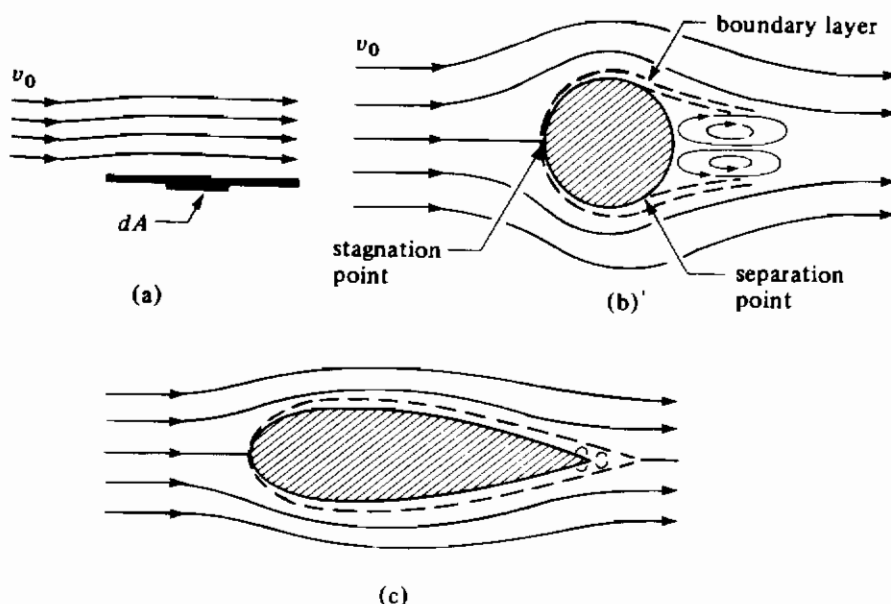 boundary layer
v₀
v₀
dA
stagnation
point
separation
point
(a)
(b)'
(c)